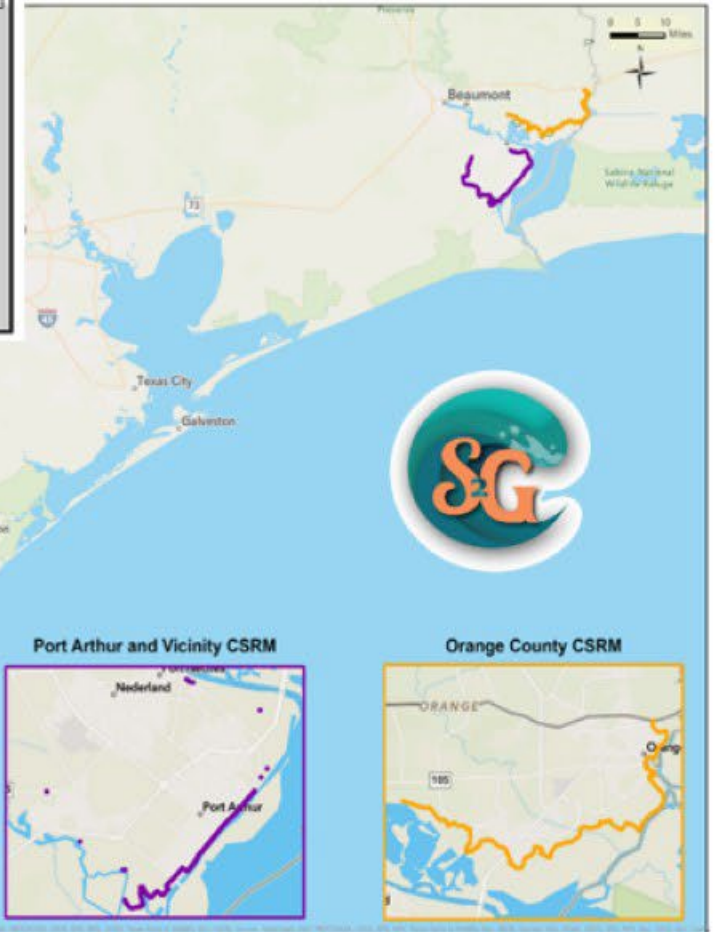 0 5 10
Miles
N
Beaumont
Sabine National
Wildlife Refuge
73
45
Texas City
Galveston
S2G
Port Arthur and Vicinity CSRM
Orange County CSRM
Nederland
Port Arthur
ORANGE
Orange
105